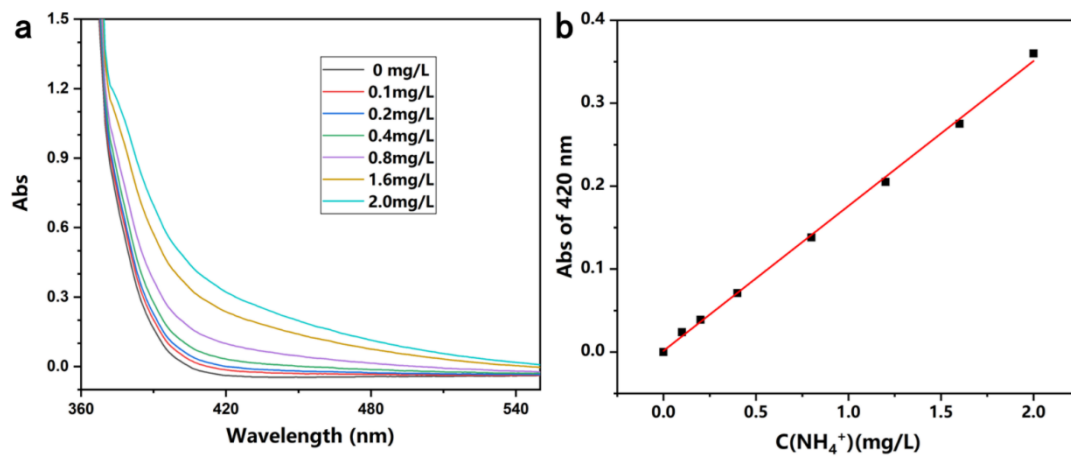 a
1.5
1.2
0.9
0.6
0.3
0.0
Abs
0 mg/L
0.1mg/L
0.2mg/L
0.4mg/L
0.8mg/L
1.6mg/L
2.0mg/L
360
420
480
540
Wavelength (nm)
b
0.4
0.3
0.2
0.1
0.0
Abs of 420 nm
0.0
0.5
1.0
1.5
2.0
C(NH₄⁺)(mg/L)